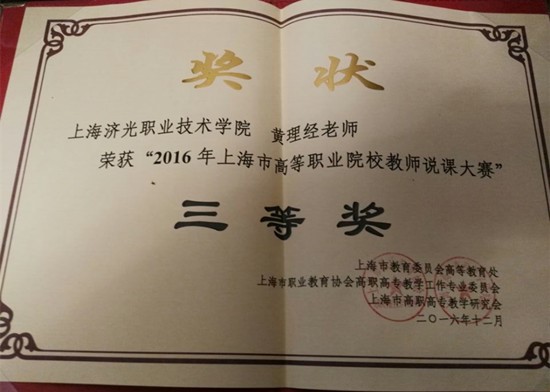 奖状
上海济光职业技术学院 黄理经老师
荣获“2016年上海市高等职业院校教师说课大赛”
三等奖
上海市教育委员会高等教育处
上海市职业教育协会高职高专教学工作专业委员会
上海市高职高专教学研究会
二〇一六年十二月